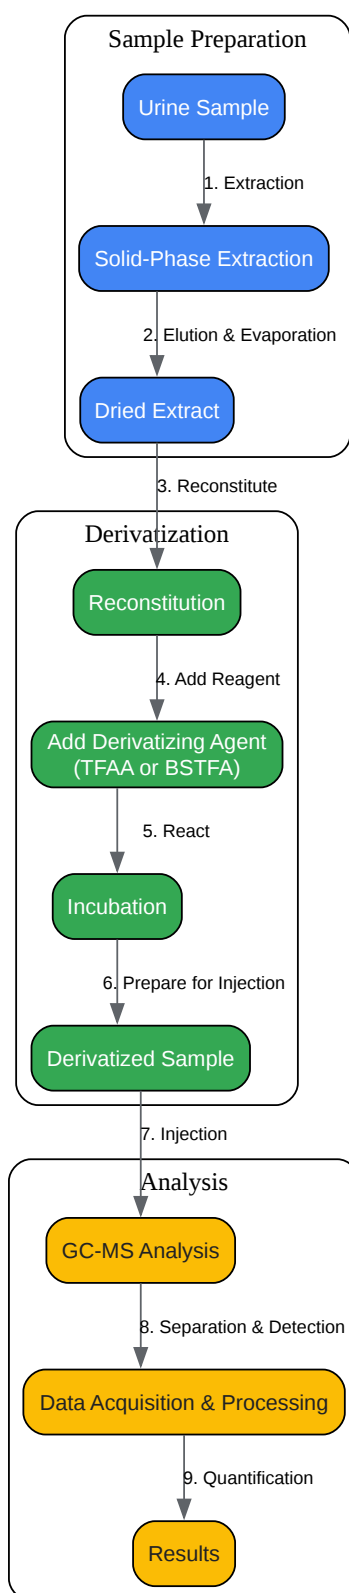 Sample Preparation
Urine Sample
1. Extraction
Solid-Phase Extraction
2. Elution & Evaporation
Dried Extract
3. Reconstitute
Derivatization
Reconstitution
4. Add Reagent
Add Derivatizing Agent
(TFAA or BSTFA)
5. React
Incubation
6. Prepare for Injection
Derivatized Sample
7. Injection
Analysis
GC-MS Analysis
8. Separation & Detection
Data Acquisition & Processing
9. Quantification
Results